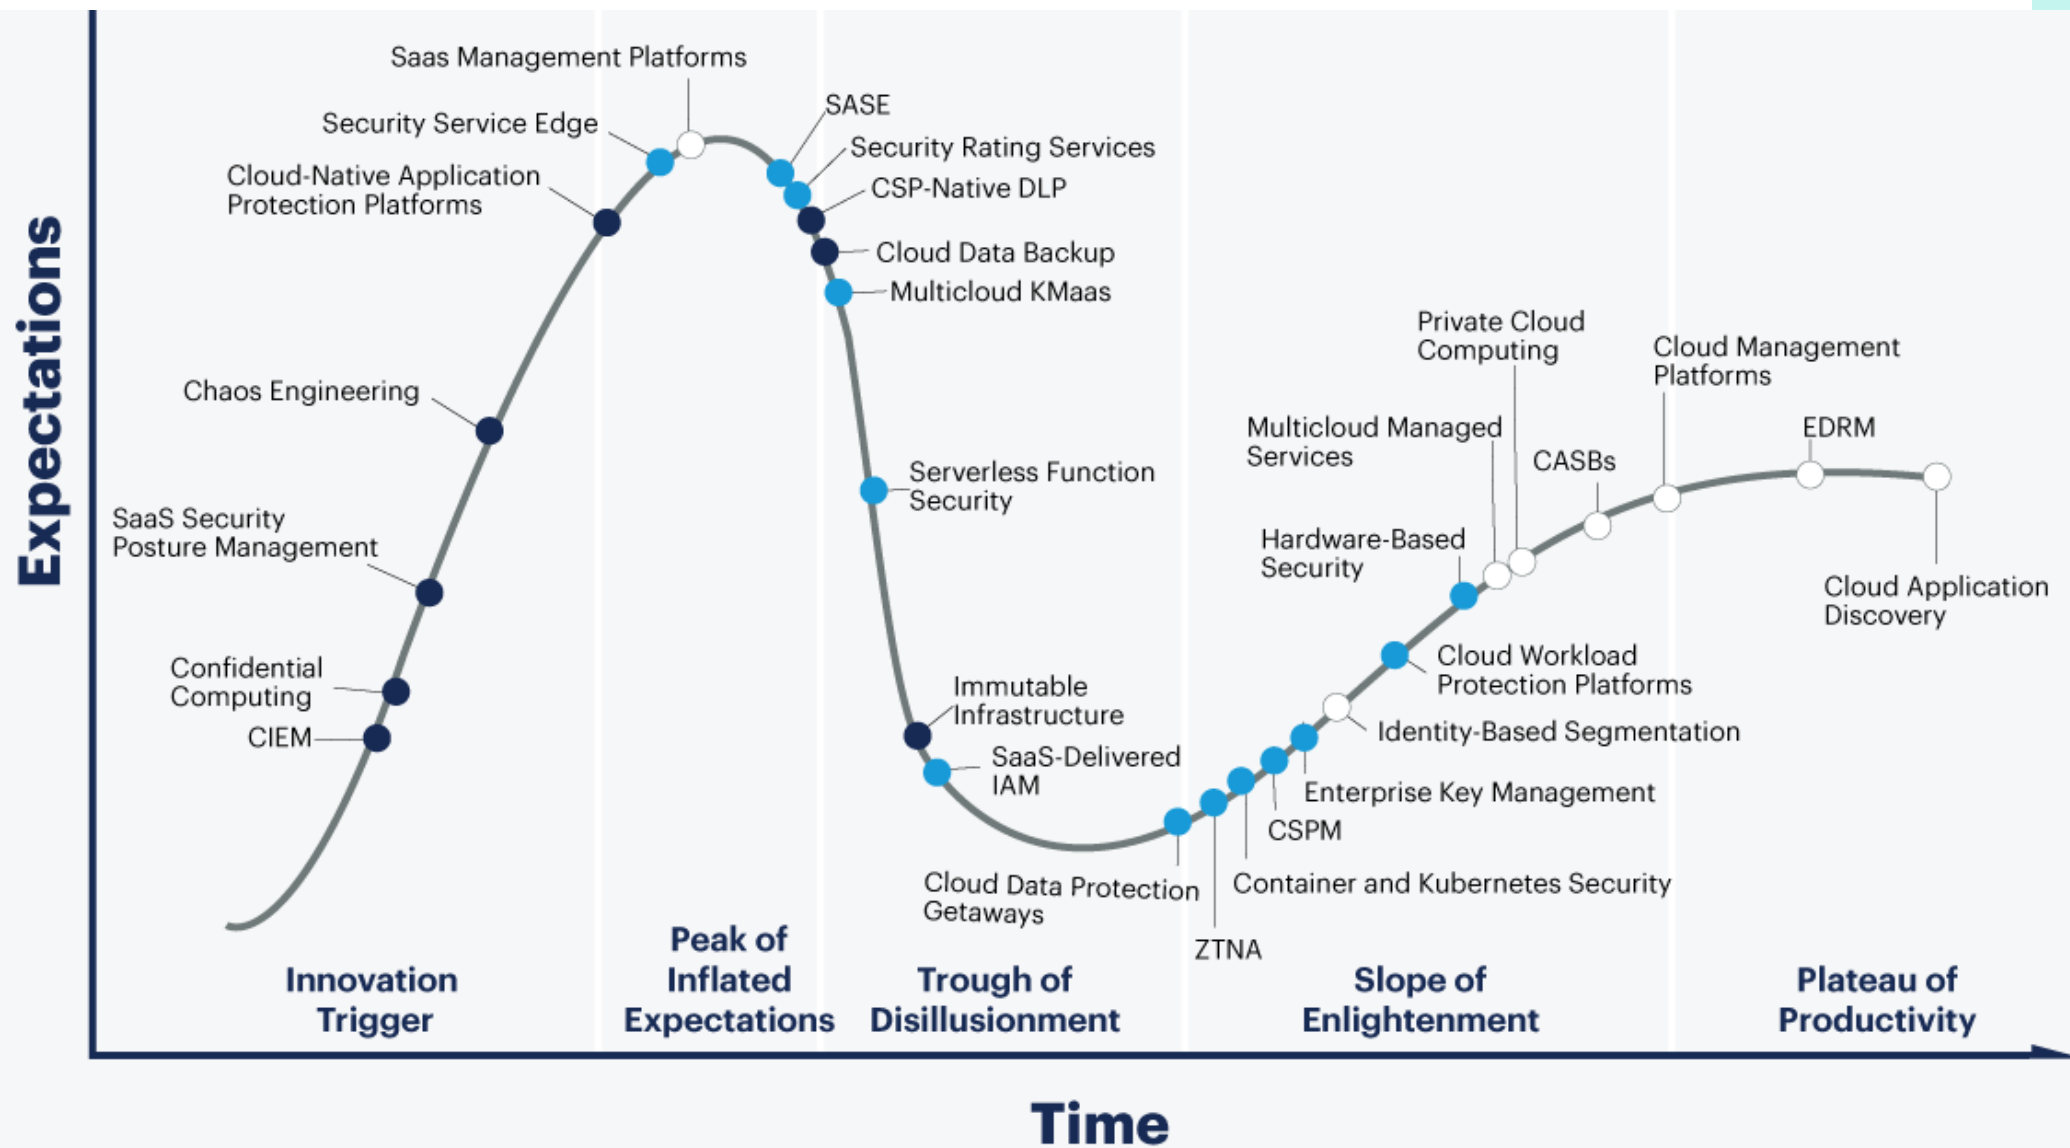 Saas Management Platforms
Security Service Edge
Cloud-Native Application
Protection Platforms
Chaos Engineering
SaaS Security
Posture Management
Confidential
Computing
CIEM
SASE
Security Rating Services
CSP-Native DLP
Cloud Data Backup
Multicloud KMaas
Serverless Function
Security
Immutable
Infrastructure
SaaS-Delivered
IAM
Cloud Data Protection
Getaways
ZTNA
Container and Kubernetes Security
CSPM
Enterprise Key Management
Identity-Based Segmentation
Cloud Workload
Protection Platforms
Hardware-Based
Security
Multicloud Managed
Services
Private Cloud
Computing
CASBs
Cloud Management
Platforms
EDRM
Cloud Application
Discovery
Expectations
Innovation
Trigger
Peak of
Inflated
Expectations
Trough of
Disillusionment
Slope of
Enlightenment
Plateau of
Productivity
Time